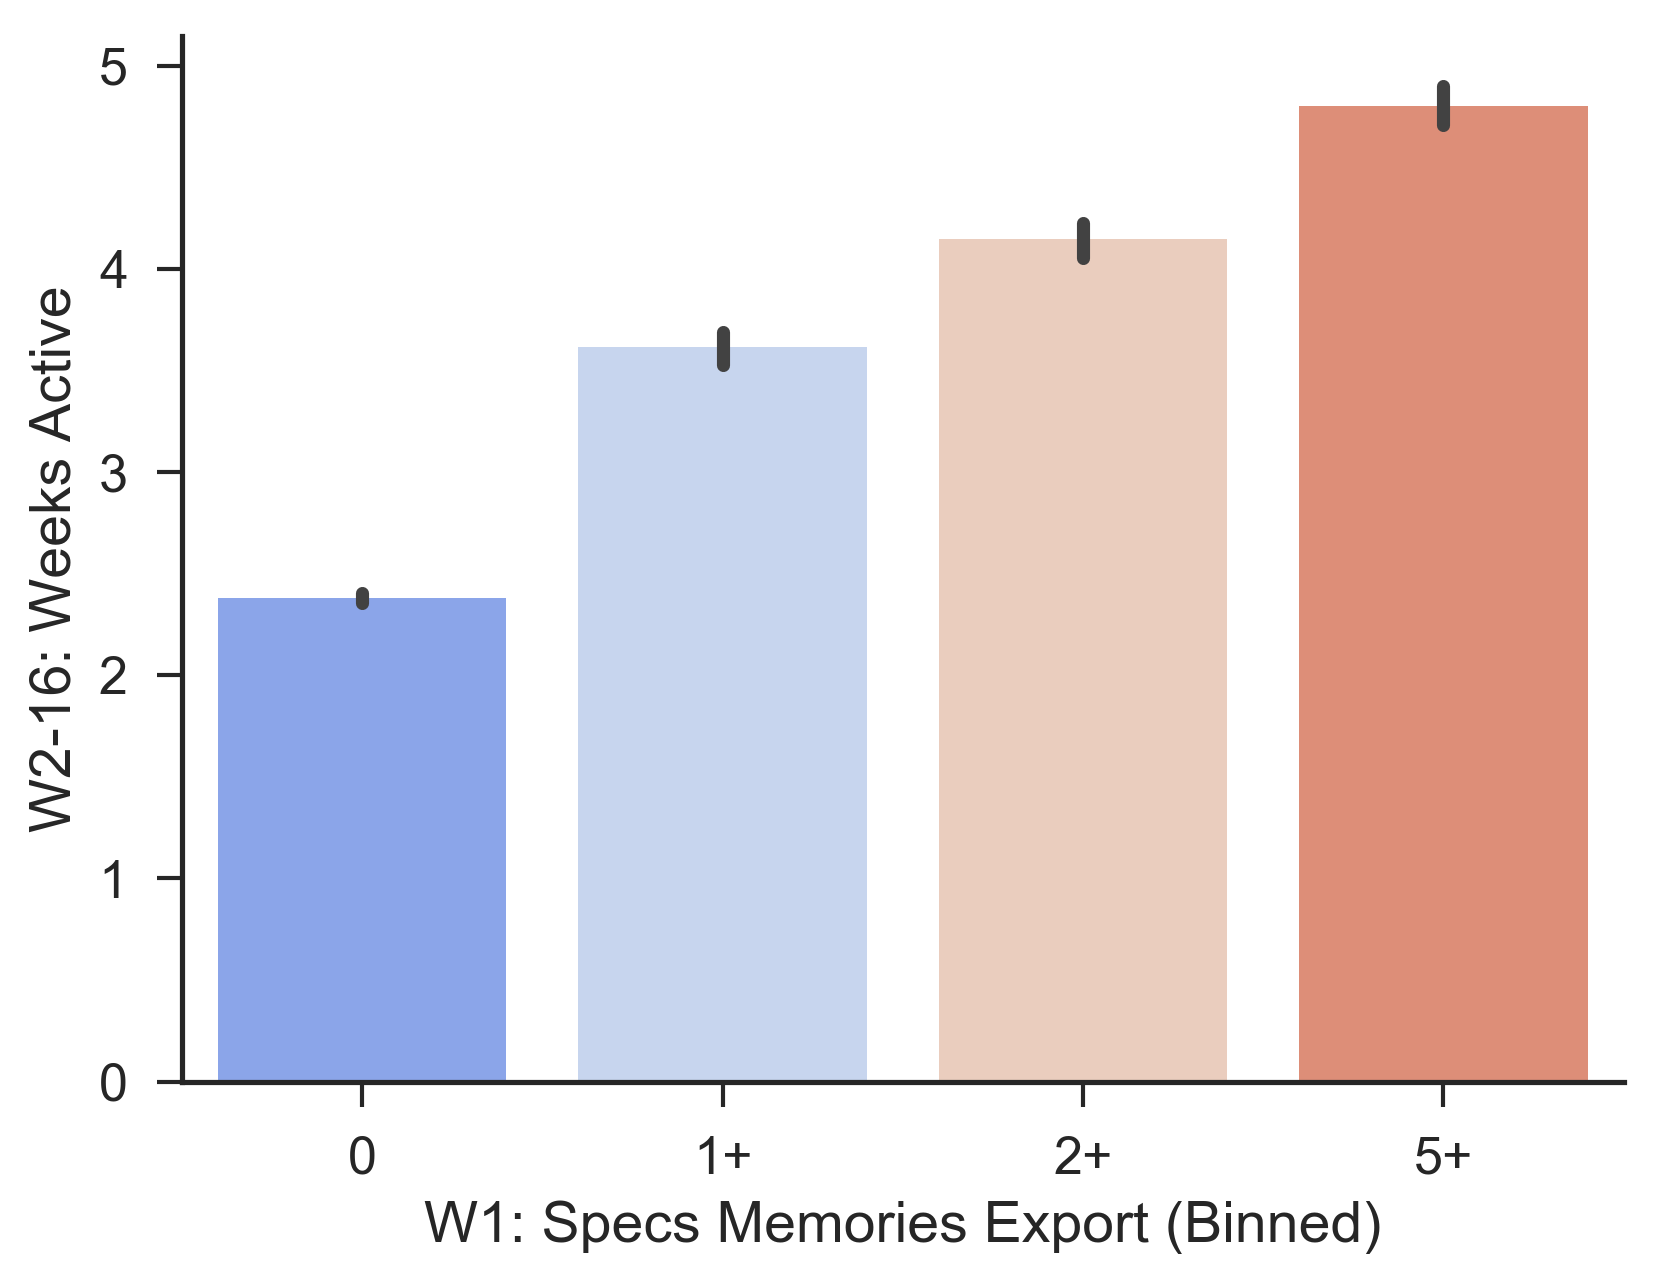 5
4
3
2
1
0
W2-16: Weeks Active
0 1+ 2+ 5+
W1: Specs Memories Export (Binned)